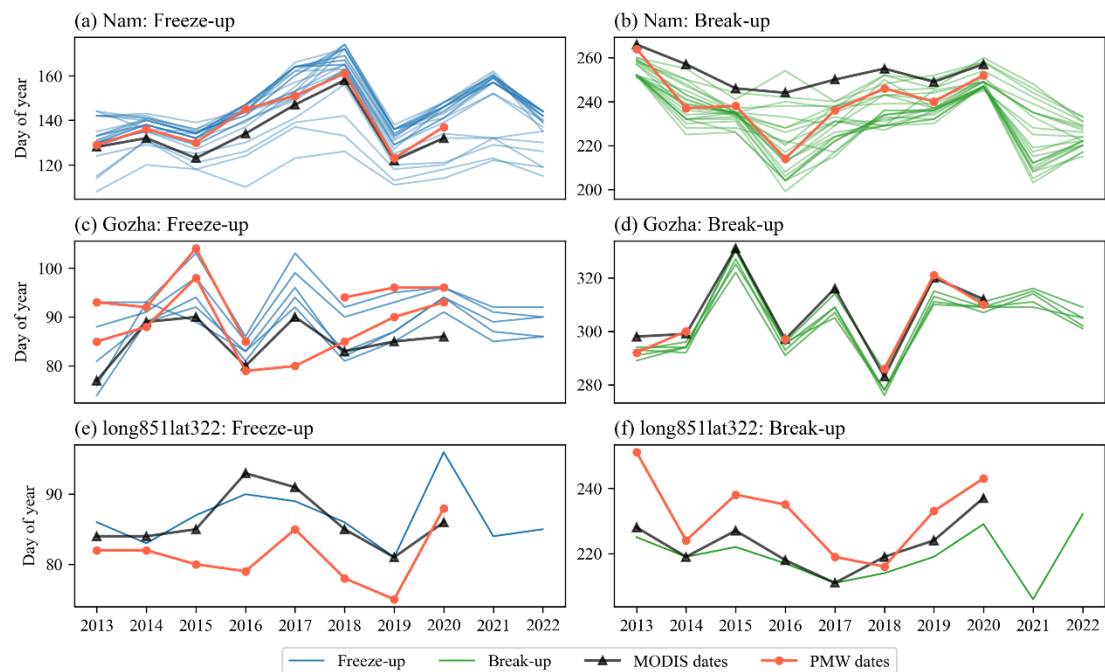 (a) Nam: Freeze-up
(b) Nam: Break-up
Day of year
160
140
120
260
240
220
200
(c) Gozha: Freeze-up
(d) Gozha: Break-up
Day of year
100
90
80
320
300
280
(e) long851lat322: Freeze-up
(f) long851lat322: Break-up
Day of year
90
80
240
220
2013 2014 2015 2016 2017 2018 2019 2020 2021 2022
2013 2014 2015 2016 2017 2018 2019 2020 2021 2022
Freeze-up Break-up MODIS dates PMW dates